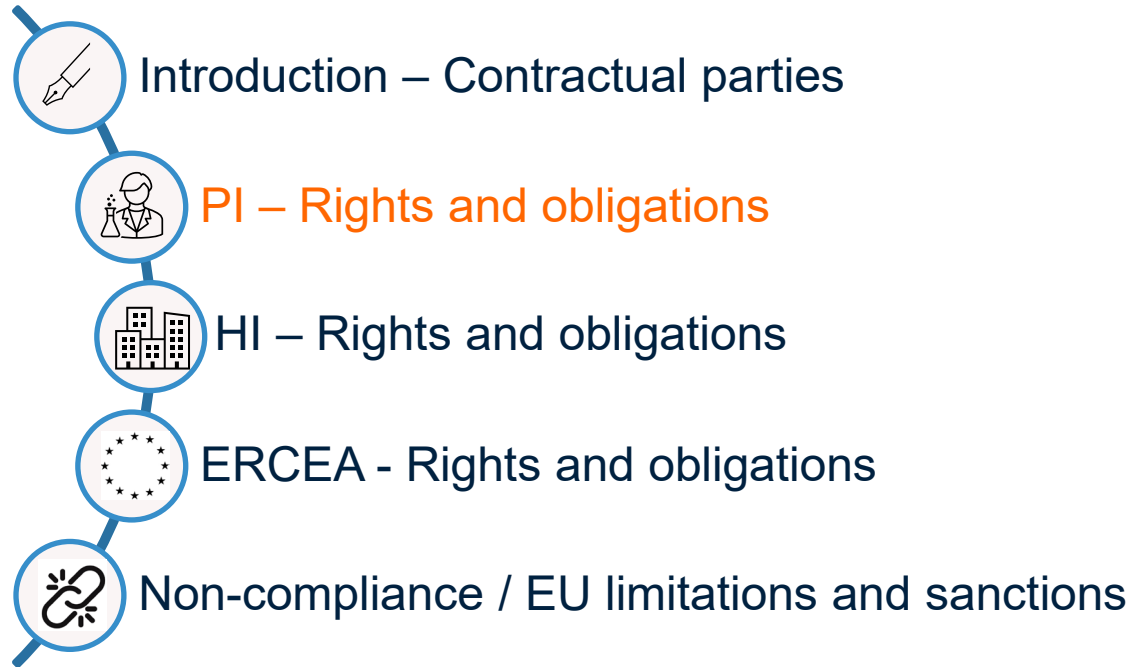 Introduction – Contractual parties
PI – Rights and obligations
HI – Rights and obligations
ERCEA - Rights and obligations
Non-compliance / EU limitations and sanctions